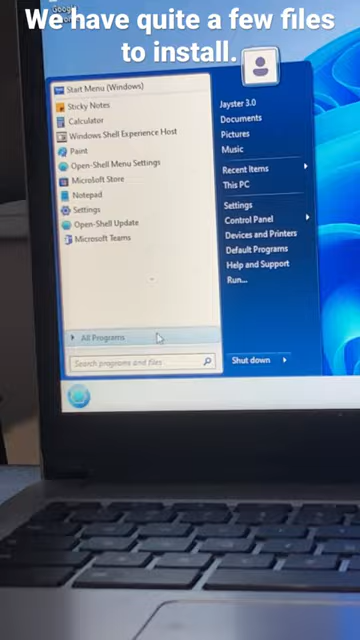 We have quite a few files
to install.
Google
Start Menu (Windows)
Sticky Notes
Calculator
Windows Shell Experience Host
Paint
Open-Shell Menu Settings
Microsoft Store
Notepad
Settings
Open-Shell Update
Microsoft Teams
All Programs
Search programs and files
Jayster 3.0
Documents
Pictures
Music
Recent Items
This PC
Settings
Control Panel
Devices and Printers
Default Programs
Help and Support
Run...
Shut down